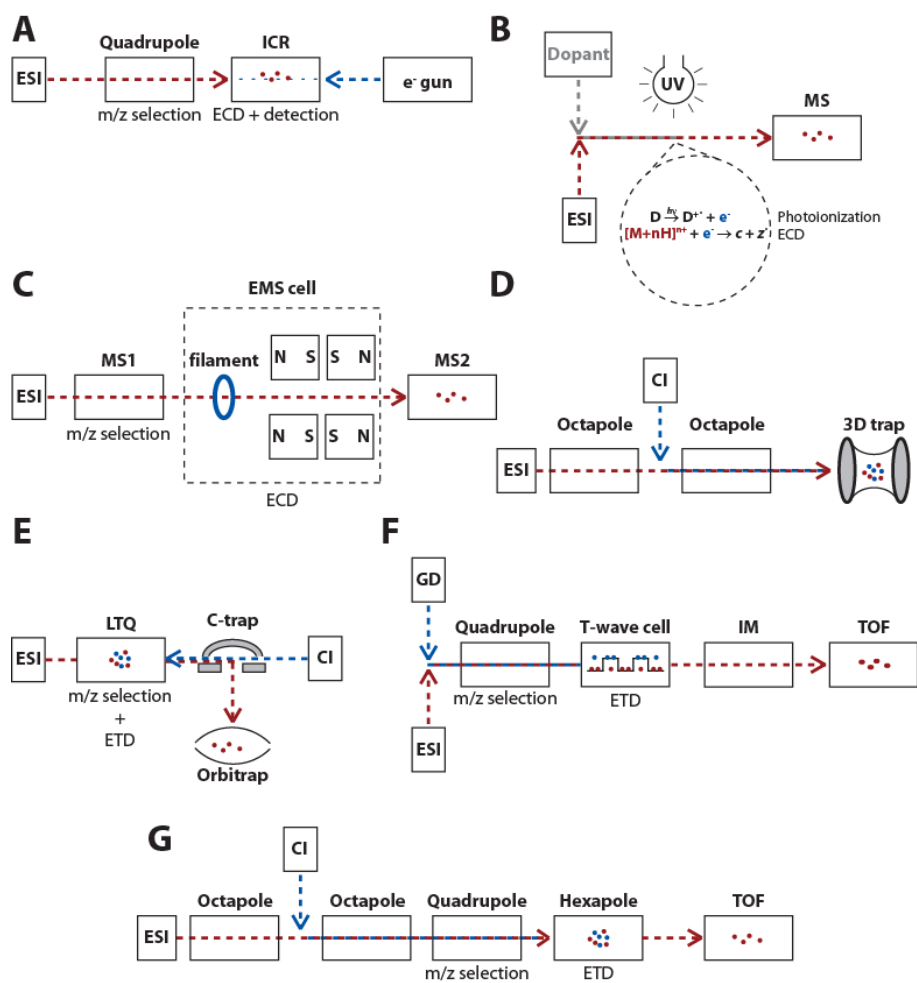 A
Quadrupole
ICR
ESI
e- gun
m/z selection
ECD + detection
B
Dopant
UV
MS
ESI
D hν→ D+· + e-
[M+nH]n+ + e- → c + z·
Photoionization
ECD
C
EMS cell
MS1
filament
N S S N
MS2
ESI
m/z selection
N S S N
ECD
D
CI
Octapole
Octapole
3D trap
ESI
E
LTQ
C-trap
ESI
CI
m/z selection
+
ETD
Orbitrap
F
GD
Quadrupole
T-wave cell
IM
TOF
m/z selection
ETD
ESI
G
CI
Octapole
Octapole
Quadrupole
Hexapole
TOF
ESI
m/z selection
ETD